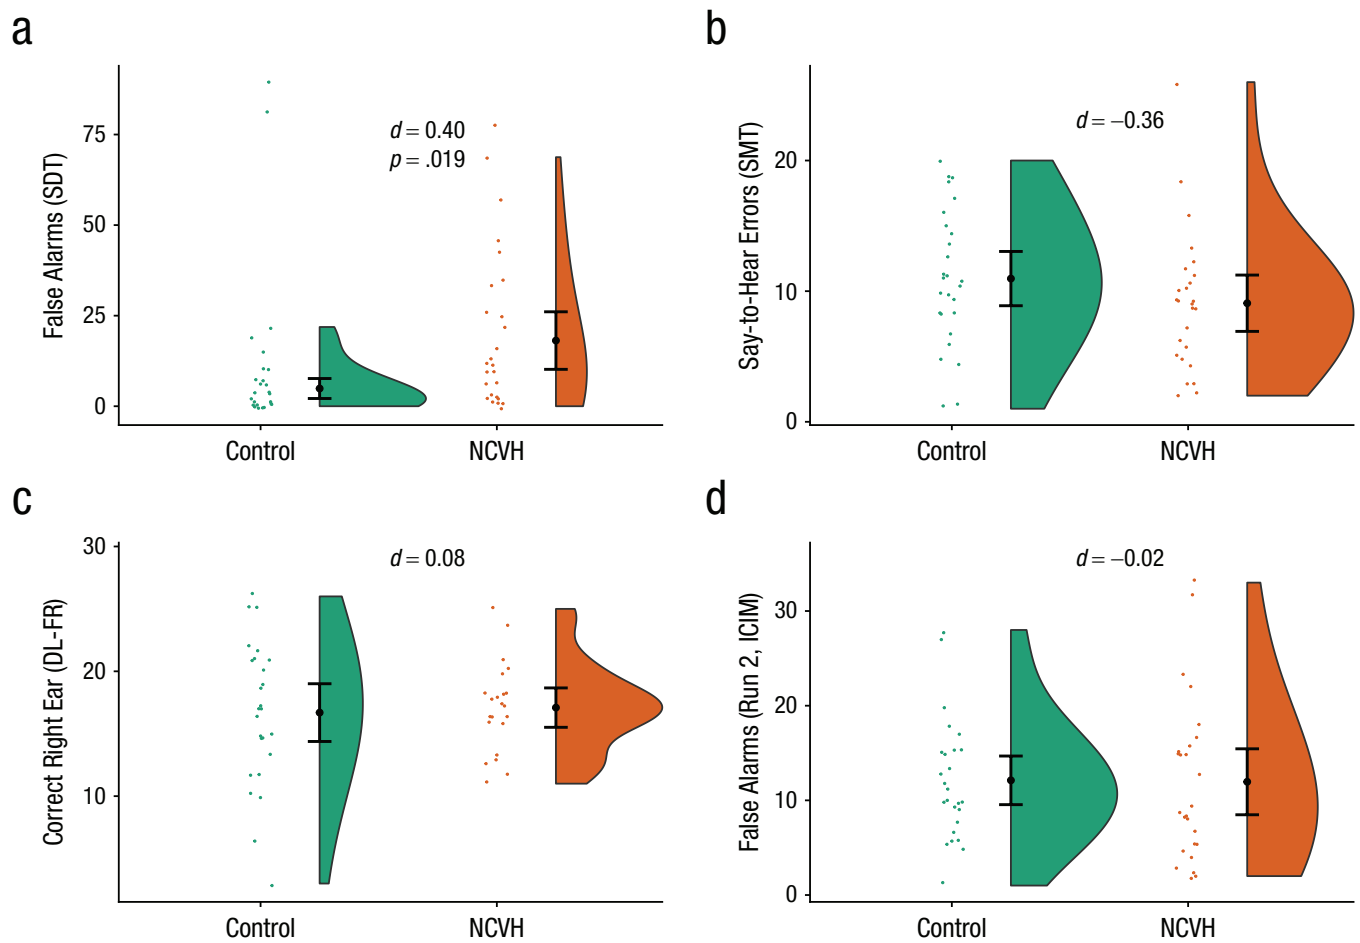 a
False Alarms (SDT)
75
50
25
0
d = 0.40
p = .019
Control
NCVH
b
Say-to-Hear Errors (SMT)
20
10
0
d = −0.36
Control
NCVH
c
Correct Right Ear (DL-FR)
30
20
10
d = 0.08
Control
NCVH
d
False Alarms (Run 2, ICIM)
30
20
10
0
d = −0.02
Control
NCVH